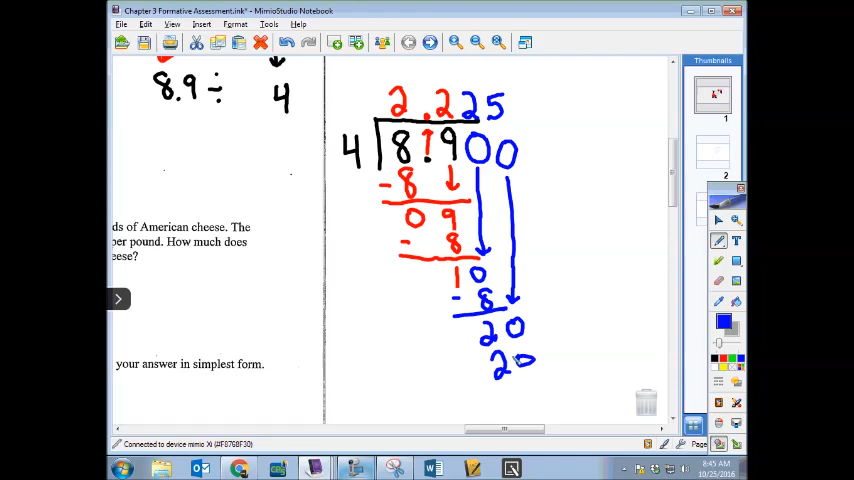 Chapter 3 Formative Assessment.ink* - MimioStudio Notebook
File Edit View Insert Format Tools Help
8.9 ÷ 4
2.225
4 8.900
- 8
09
- 8
10
- 8
20
20
ds of American cheese. The
per pound. How much does
eese?
your answer in simplest form.
Thumbnails
1
2
T
Connected to device mimio Xi (#F8768F30)
Page
W
8:45 AM
10/25/2016